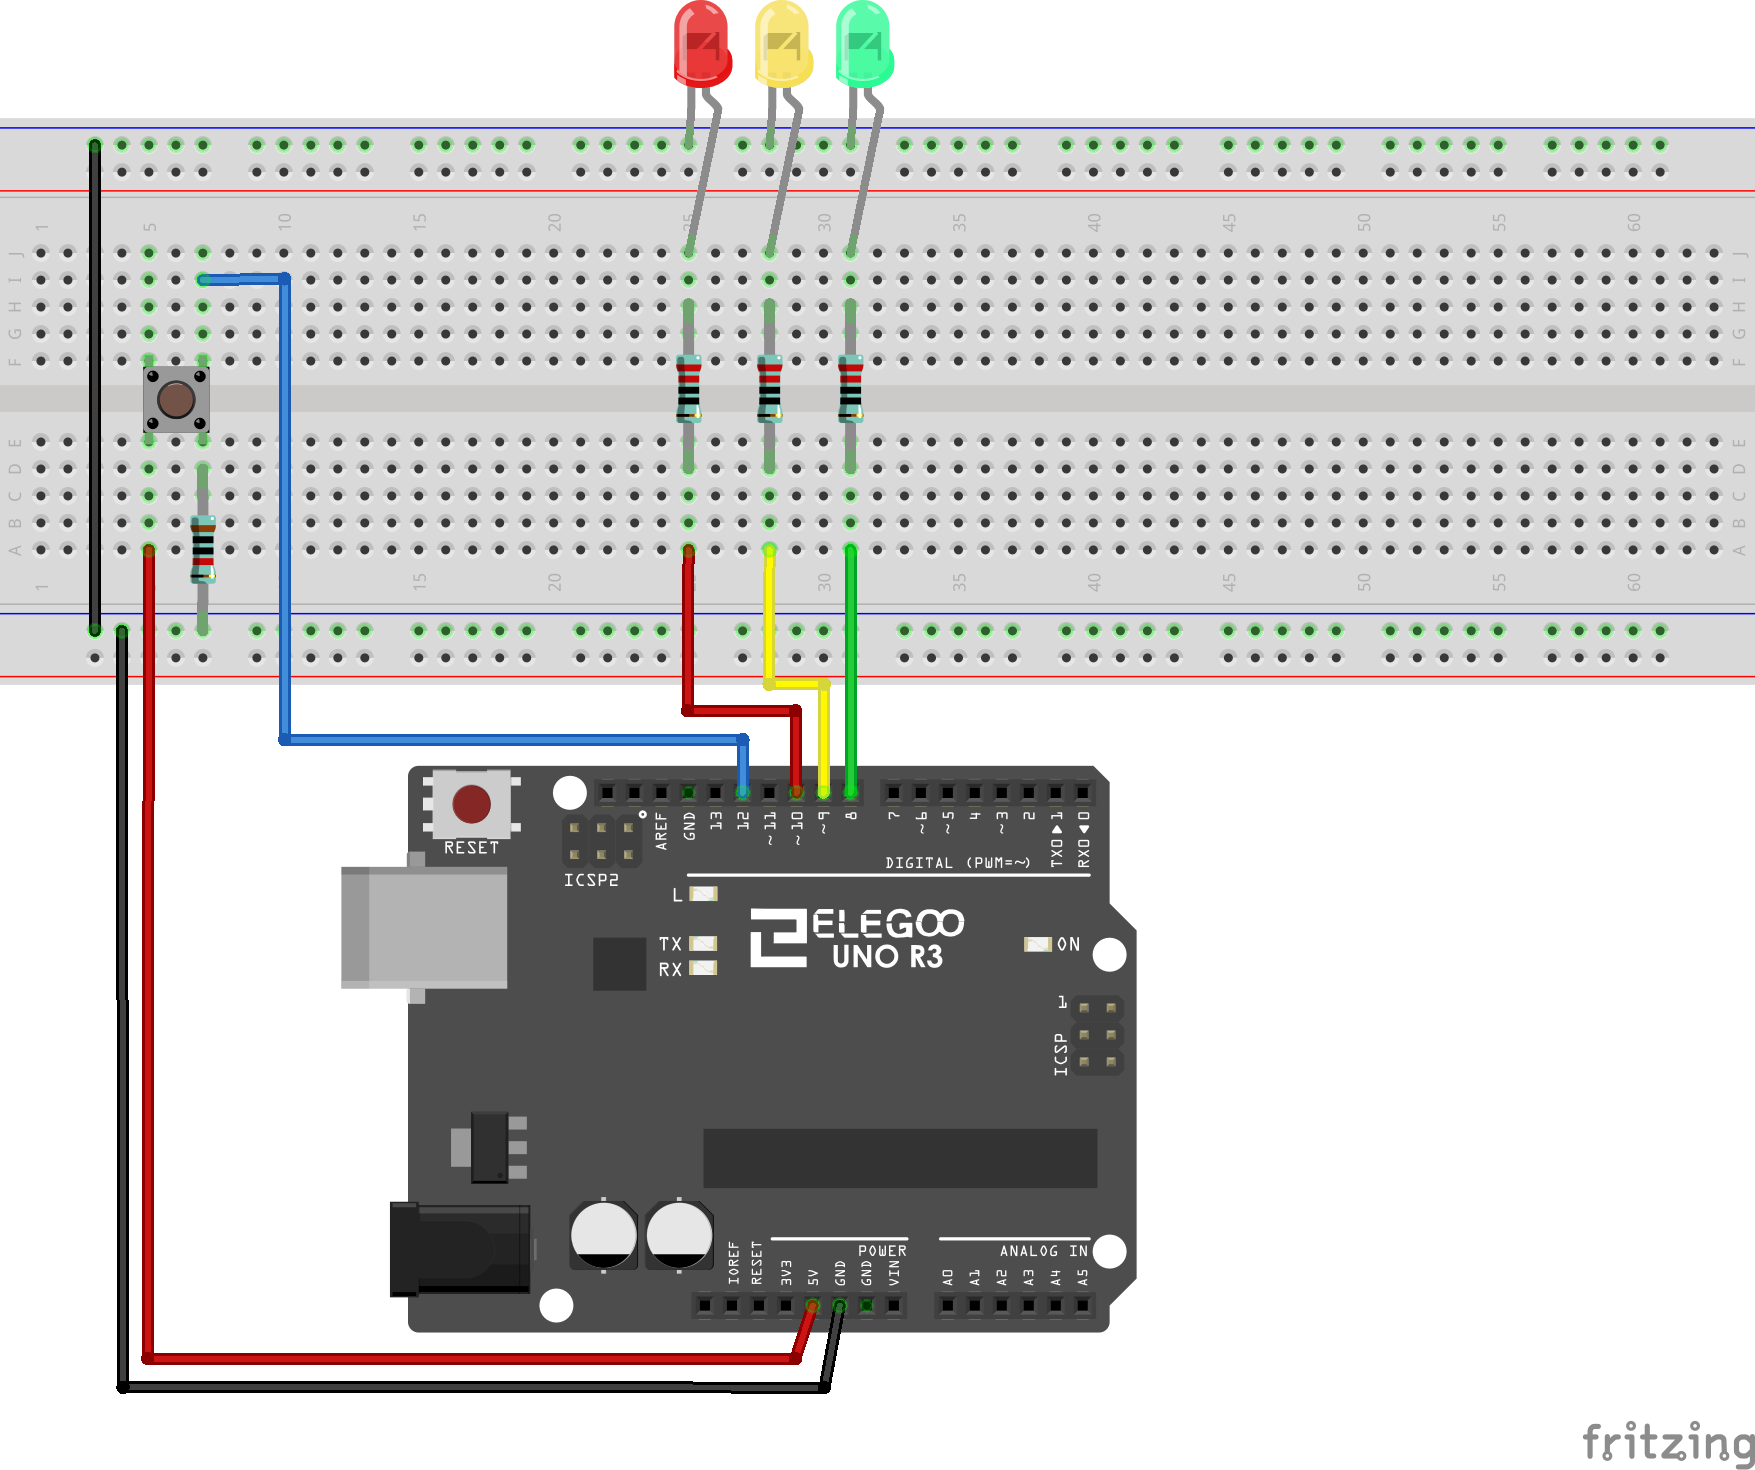 1 5 10 15 20 25 30 35 40 45 50 55 60
J J
I I
H H
G G
F F
E E
D D
C C
B B
A A
1 15 20 30 35 40 45 50 55 60
RESET
AREF GND 13 12 ~11 ~10 ~9 8 7 ~6 ~5 4 ~3 2 TX0▶1 RX0◀0
DIGITAL (PWM=~)
ICSP2
L
ELEGOO
UNO R3
TX
RX
ON
1
ICSP
POWER
ANALOG IN
IOREF RESET 3V3 5V GND GND VIN A0 A1 A2 A3 A4 A5
fritzing